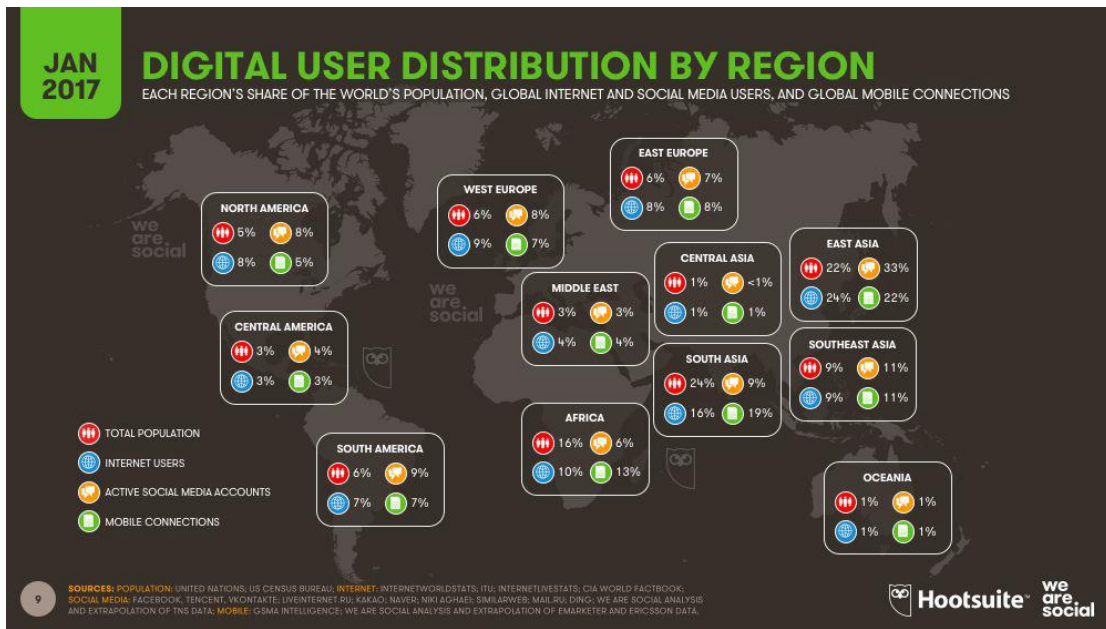 JAN
2017
DIGITAL USER DISTRIBUTION BY REGION
EACH REGION'S SHARE OF THE WORLD'S POPULATION, GLOBAL INTERNET AND SOCIAL MEDIA USERS, AND GLOBAL MOBILE CONNECTIONS
EAST EUROPE
6% 7%
8% 8%
WEST EUROPE
6% 8%
9% 7%
NORTH AMERICA
5% 8%
8% 5%
we
are
social
EAST ASIA
22% 33%
24% 22%
CENTRAL ASIA
1% <1%
1% 1%
MIDDLE EAST
3% 3%
4% 4%
we
are
social
CENTRAL AMERICA
3% 4%
3% 3%
SOUTHEAST ASIA
9% 11%
9% 11%
SOUTH ASIA
24% 9%
16% 19%
AFRICA
16% 6%
10% 13%
SOUTH AMERICA
6% 9%
7% 7%
OCEANIA
1% 1%
1% 1%
TOTAL POPULATION
INTERNET USERS
ACTIVE SOCIAL MEDIA ACCOUNTS
MOBILE CONNECTIONS
9
SOURCES: POPULATION: UNITED NATIONS; US CENSUS BUREAU; INTERNET: INTERNETWORLDSTATS; ITU; INTERNETLIVESTATS; CIA WORLD FACTBOOK;
SOCIAL MEDIA: FACEBOOK, TENCENT, VKONTAKTE; LIVEINTERNET.RU; KAKAO; NAVER; NIKI AGHAEI; SIMILARWEB; MAIL.RU; DING; WE ARE SOCIAL ANALYSIS
AND EXTRAPOLATION OF TNS DATA; MOBILE: GSMA INTELLIGENCE; WE ARE SOCIAL ANALYSIS AND EXTRAPOLATION OF EMARKETER AND ERICSSON DATA.
Hootsuite™
we
are
social